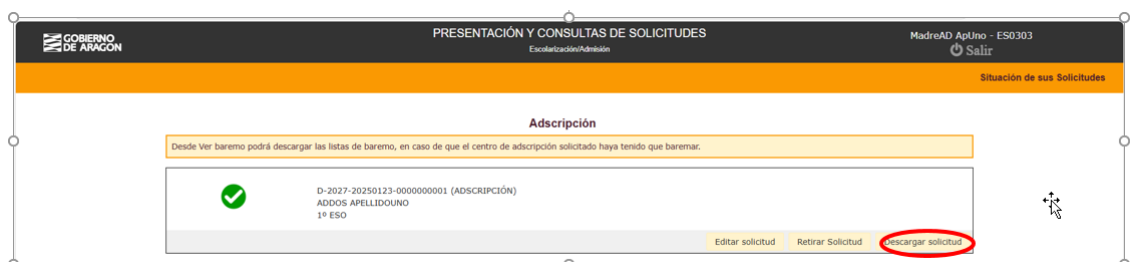 GOBIERNO
DE ARAGON
PRESENTACIÓN Y CONSULTAS DE SOLICITUDES
Escolarización/Admisión
MadreAD ApUno - ES0303
Salir
Situación de sus Solicitudes
Adscripción
Desde Ver baremo podrá descargar las listas de baremo, en caso de que el centro de adscripción solicitado haya tenido que baremar.
D-2027-20250123-0000000001 (ADSCRIPCIÓN)
ADDOS APELLIDOUNO
1º ESO
Editar solicitud Retirar Solicitud Descargar solicitud